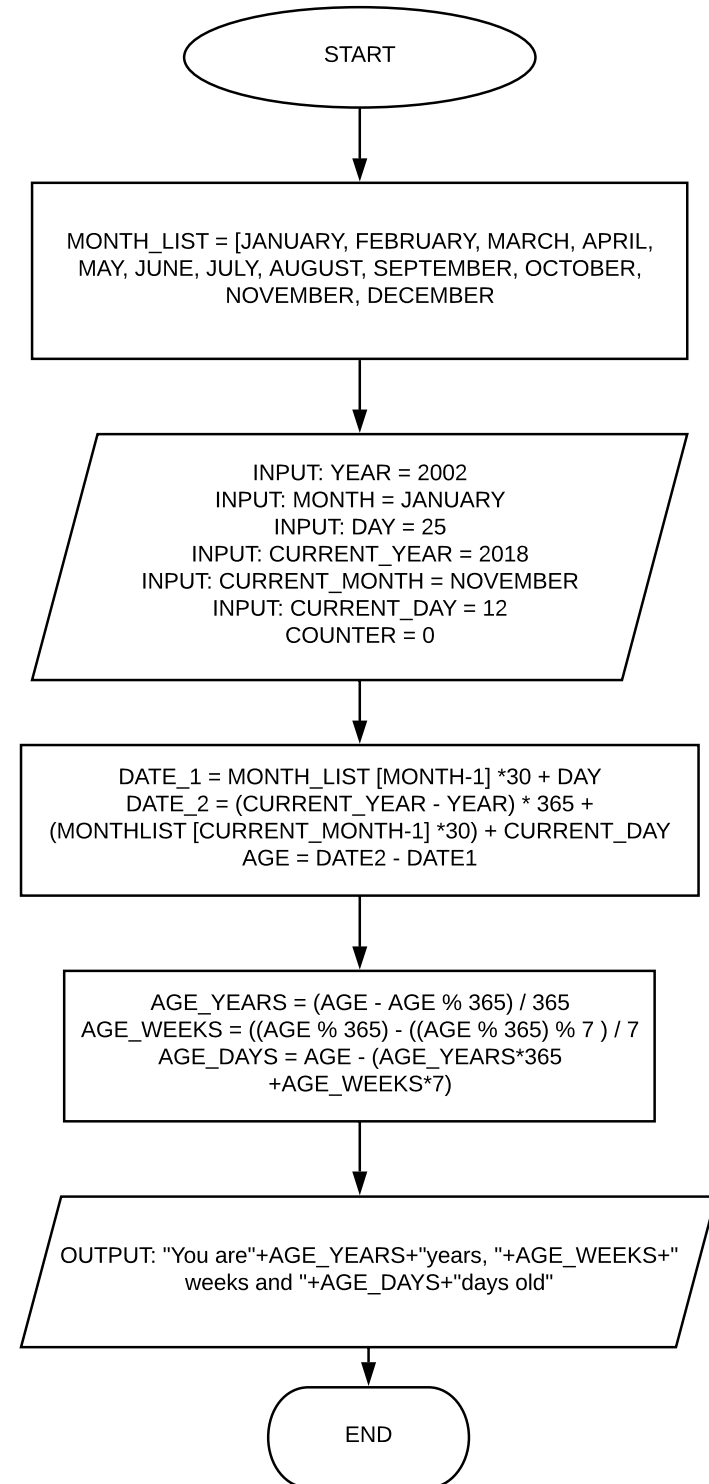 START
MONTH_LIST = [JANUARY, FEBRUARY, MARCH, APRIL,
MAY, JUNE, JULY, AUGUST, SEPTEMBER, OCTOBER,
NOVEMBER, DECEMBER
INPUT: YEAR = 2002
INPUT: MONTH = JANUARY
INPUT: DAY = 25
INPUT: CURRENT_YEAR = 2018
INPUT: CURRENT_MONTH = NOVEMBER
INPUT: CURRENT_DAY = 12
COUNTER = 0
DATE_1 = MONTH_LIST [MONTH-1] *30 + DAY
DATE_2 = (CURRENT_YEAR - YEAR) * 365 +
(MONTHLIST [CURRENT_MONTH-1] *30) + CURRENT_DAY
AGE = DATE2 - DATE1
AGE_YEARS = (AGE - AGE % 365) / 365
AGE_WEEKS = ((AGE % 365) - ((AGE % 365) % 7 ) / 7
AGE_DAYS = AGE - (AGE_YEARS*365
+AGE_WEEKS*7)
OUTPUT: "You are"+AGE_YEARS+"years, "+AGE_WEEKS+"
weeks and "+AGE_DAYS+"days old"
END